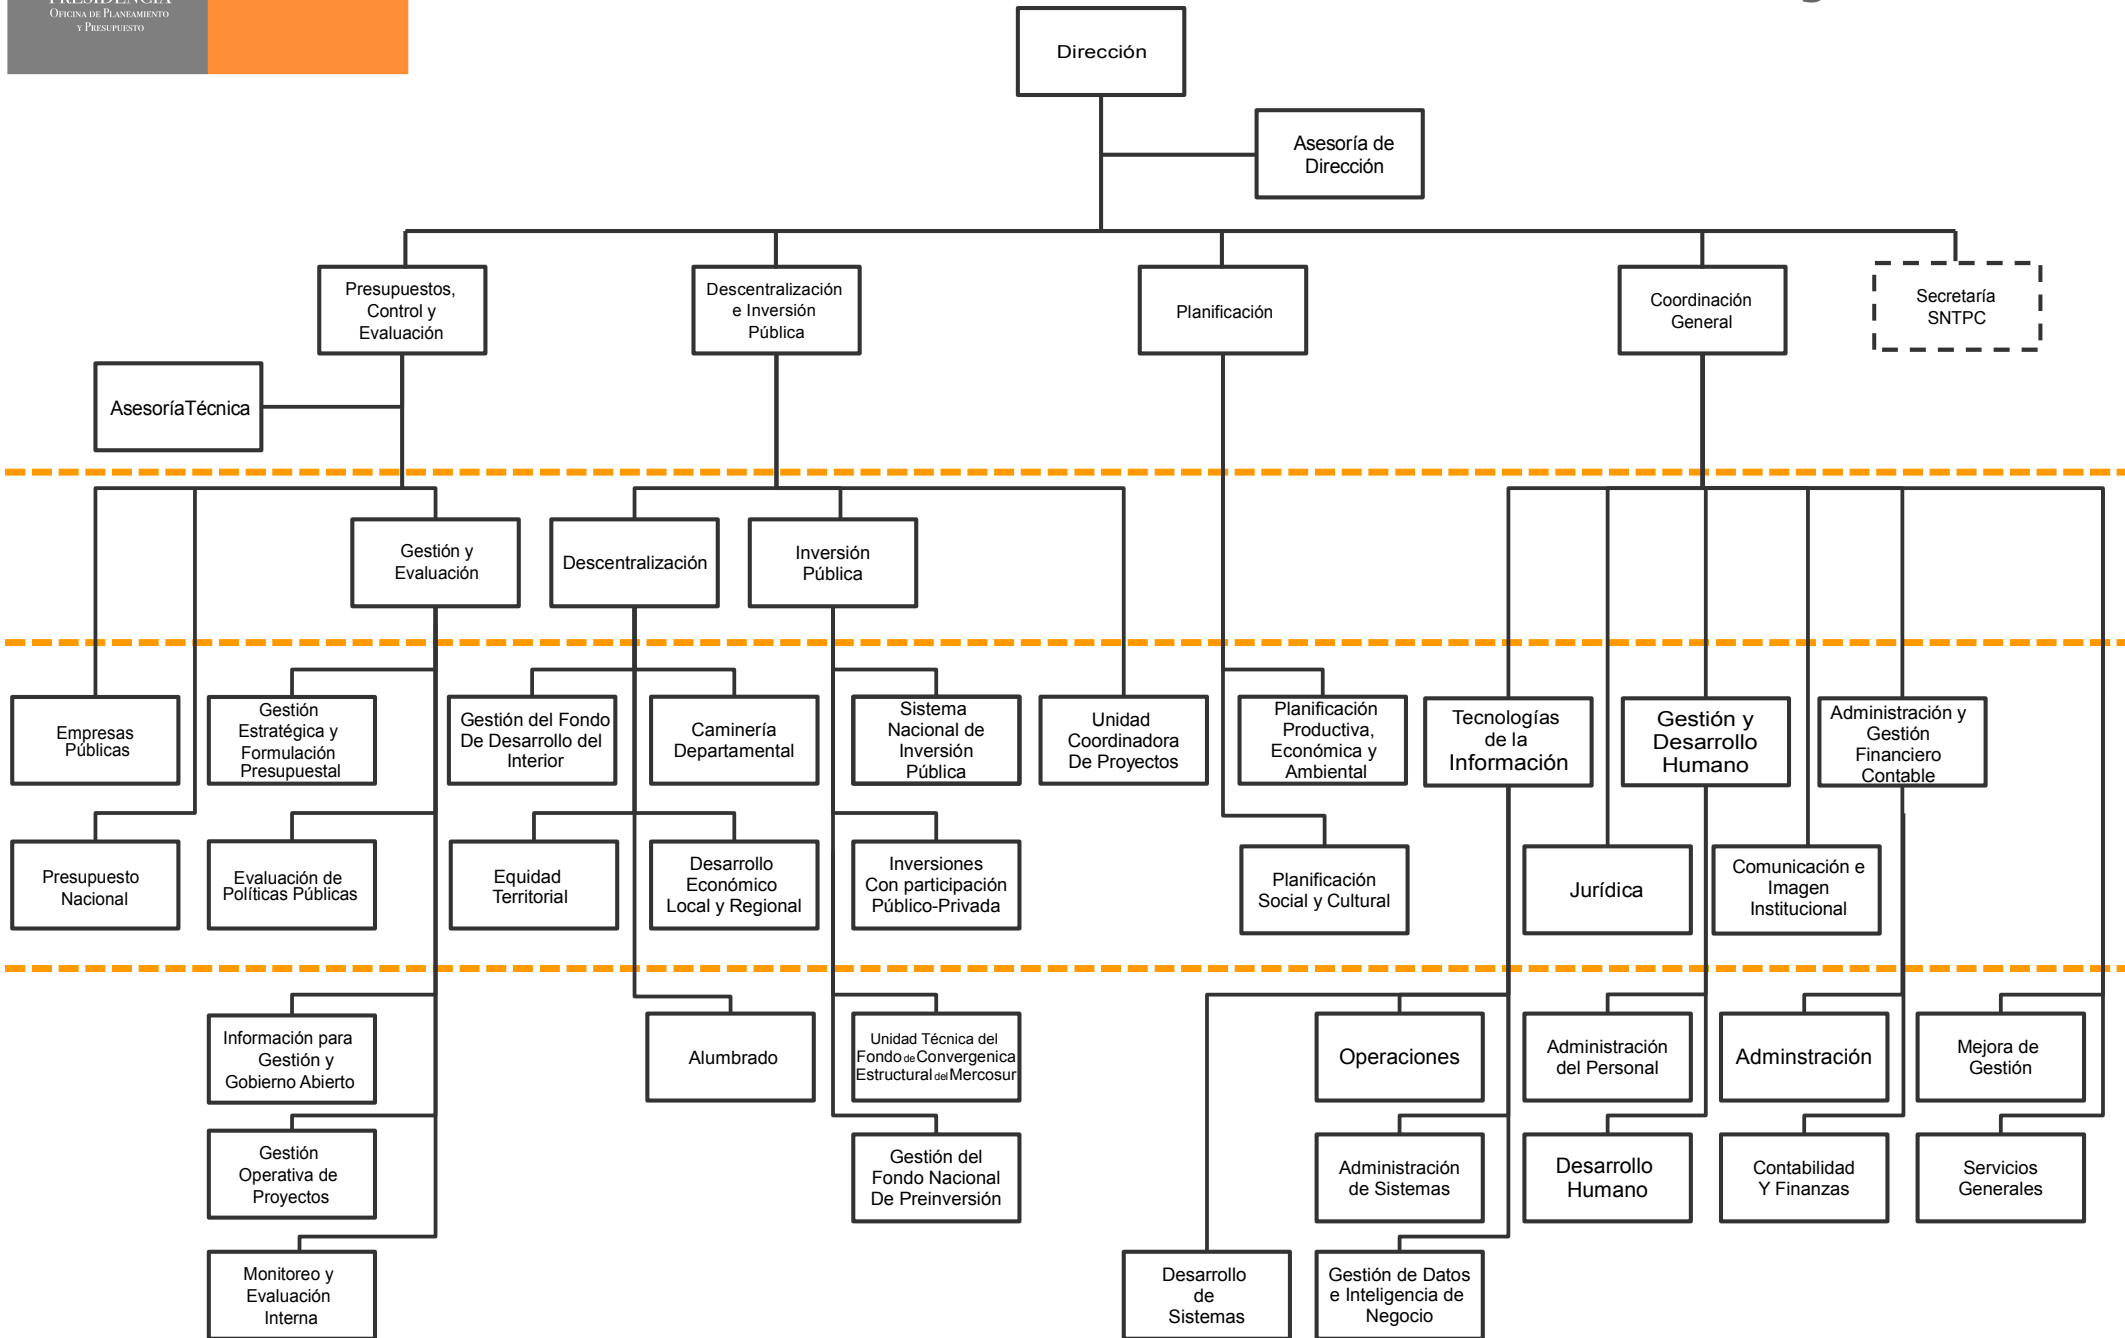 PRESIDENCIA
OFICINA DE PLANEAMIENTO
Y PRESUPUESTO
Dirección
Asesoría de
Dirección
Presupuestos,
Control y
Evaluación
Descentralización
e Inversión
Pública
Planificación
Coordinación
General
Secretaría
SNTPC
AsesoríaTécnica
Gestión y
Evaluación
Descentralización
Inversión
Pública
Empresas
Públicas
Gestión
Estratégica y
Formulación
Presupuestal
Gestión del Fondo
De Desarrollo del
Interior
Caminería
Departamental
Sistema
Nacional de
Inversión
Pública
Unidad
Coordinadora
De Proyectos
Planificación
Productiva,
Económica y
Ambiental
Tecnologías
de la
Información
Gestión y
Desarrollo
Humano
Administración y
Gestión
Financiero
Contable
Presupuesto
Nacional
Evaluación de
Políticas Públicas
Equidad
Territorial
Desarrollo
Económico
Local y Regional
Inversiones
Con participación
Público-Privada
Planificación
Social y Cultural
Jurídica
Comunicación e
Imagen
Institucional
Información para
Gestión y
Gobierno Abierto
Alumbrado
Unidad Técnica del
Fondo de Convergenica
Estructural del Mercosur
Operaciones
Administración
del Personal
Adminstración
Mejora de
Gestión
Gestión
Operativa de
Proyectos
Gestión del
Fondo Nacional
De Preinversión
Administración
de Sistemas
Desarrollo
Humano
Contabilidad
Y Finanzas
Servicios
Generales
Monitoreo y
Evaluación
Interna
Desarrollo
de
Sistemas
Gestión de Datos
e Inteligencia de
Negocio